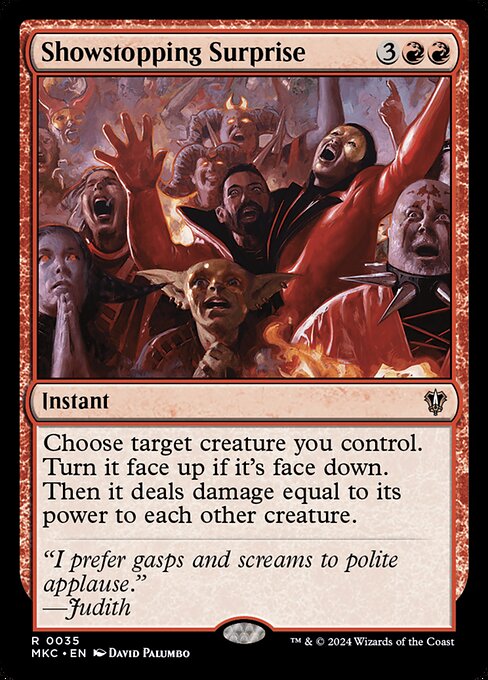 Showstopping Surprise 3
Instant
Choose target creature you control.
Turn it face up if it's face down.
Then it deals damage equal to its
power to each other creature.
“I prefer gasps and screams to polite
applause.”
—Judith
R 0035
MKC • EN DAVID PALUMBO
™ & © 2024 Wizards of the Coast